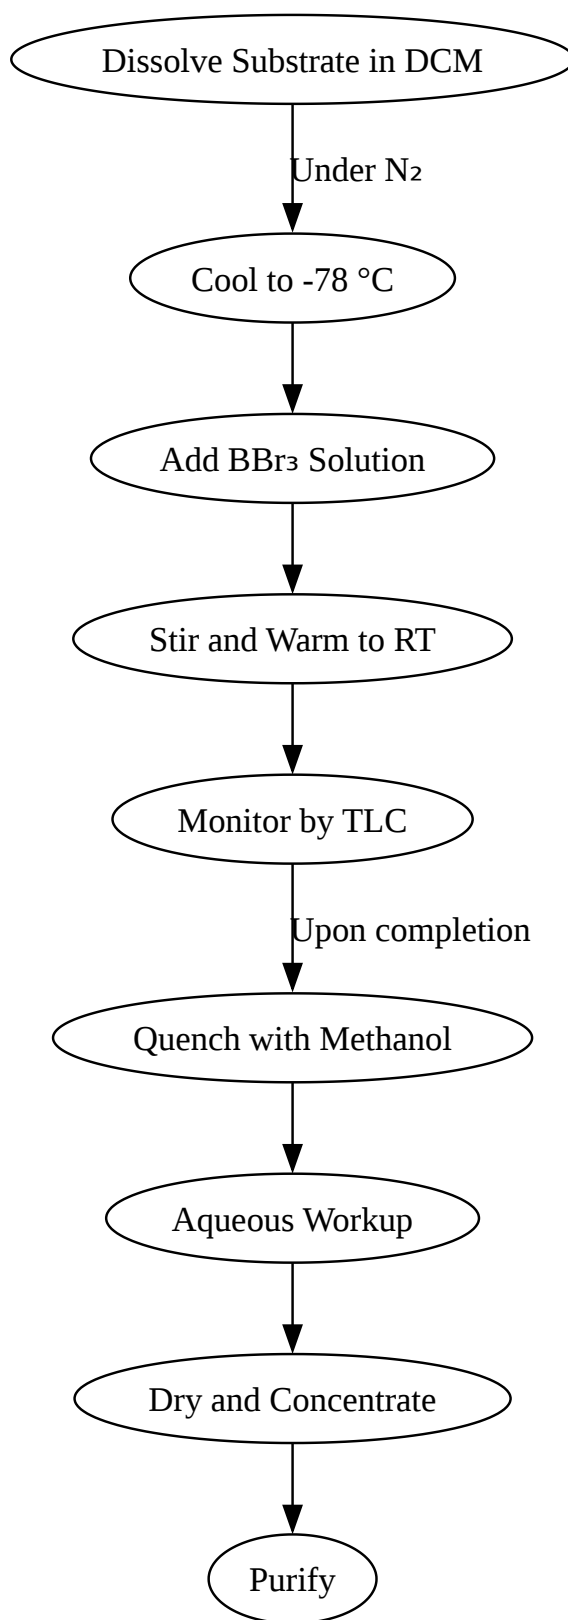 Dissolve Substrate in DCM
Under N₂
Cool to -78 °C
Add BBr₃ Solution
Stir and Warm to RT
Monitor by TLC
Upon completion
Quench with Methanol
Aqueous Workup
Dry and Concentrate
Purify